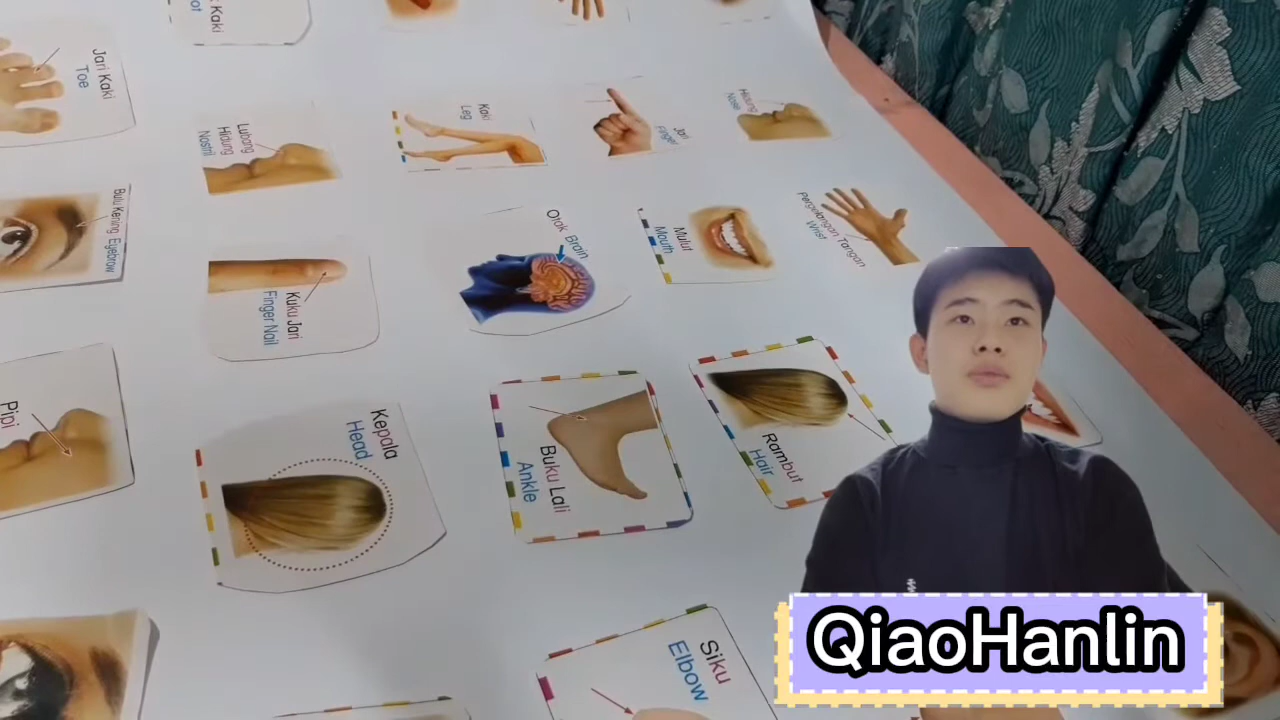 Kaki
Jari Kaki
Toe
Lubang
Hidung
Nostril
Kaki
Leg
Jari
Finger
Hidung
Nose
Bulu Kening Eyebrow
Otak Brain
Mulut
Mouth
Pergelangan Tangan
Wrist
Kuku Jari
Finger Nail
Pipi
Kepala
Head
Buku Lali
Ankle
Rambut
Hair
Siku
Elbow
QiaoHanlin